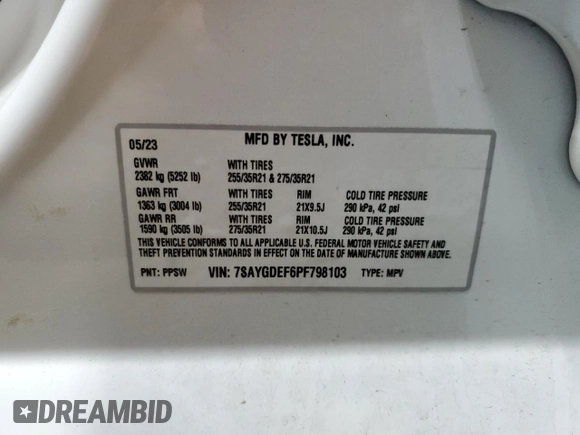 05/23 MFD BY TESLA, INC.
GVWR WITH TIRES
2382 kg (5252 lb) 255/35R21 & 275/35R21
GAWR FRT WITH TIRES RIM COLD TIRE PRESSURE
1363 kg (3004 lb) 255/35R21 21X9.5J 290 kPa, 42 psi
GAWR RR WITH TIRES RIM COLD TIRE PRESSURE
1590 kg (3505 lb) 275/35R21 21X10.5J 290 kPa, 42 psi
THIS VEHICLE CONFORMS TO ALL APPLICABLE U.S. FEDERAL MOTOR VEHICLE SAFETY AND
THEFT PREVENTION STANDARDS IN EFFECT ON THE DATE OF MANUFACTURE SHOWN ABOVE.
PNT: PPSW VIN: 7SAYGDEF6PF798103 TYPE: MPV
DREAMBID